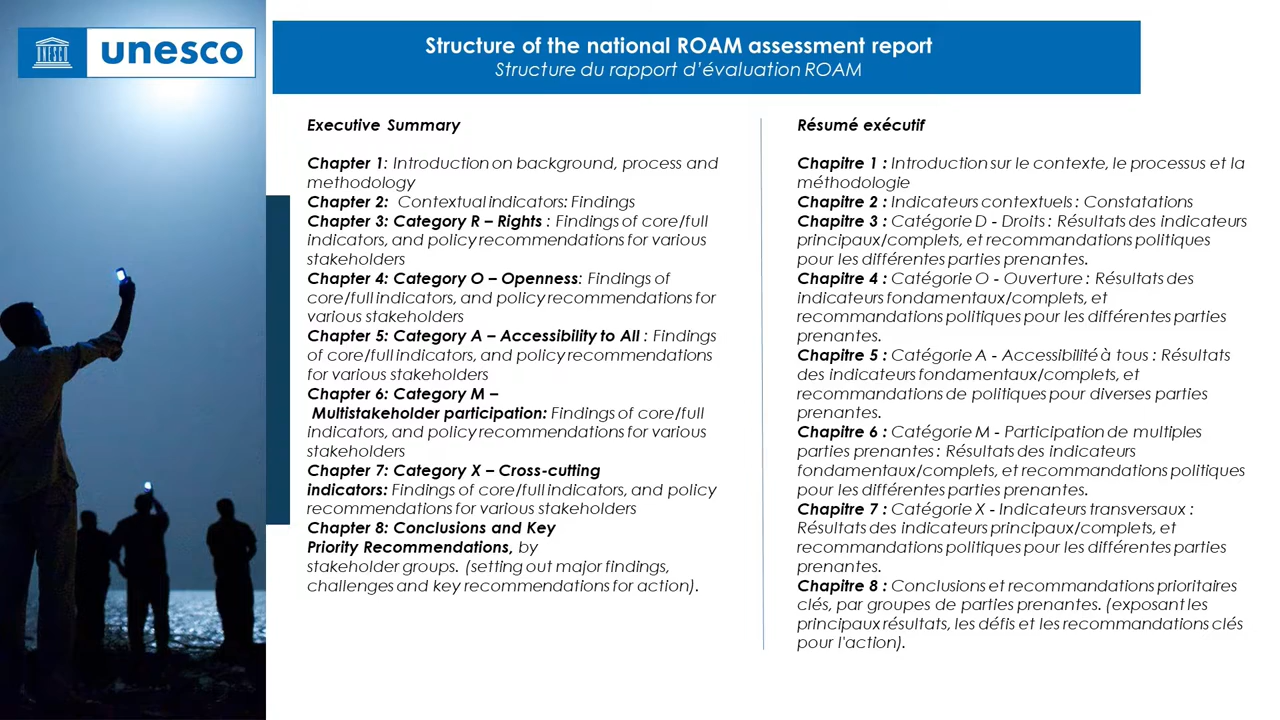 UNESCO
unesco
Structure of the national ROAM assessment report
Structure du rapport d’évaluation ROAM
Executive Summary
Chapter 1: Introduction on background, process and
methodology
Chapter 2: Contextual indicators: Findings
Chapter 3: Category R – Rights : Findings of core/full
indicators, and policy recommendations for various
stakeholders
Chapter 4: Category O – Openness: Findings of
core/full indicators, and policy recommendations for
various stakeholders
Chapter 5: Category A – Accessibility to All : Findings
of core/full indicators, and policy recommendations
for various stakeholders
Chapter 6: Category M –
Multistakeholder participation: Findings of core/full
indicators, and policy recommendations for various
stakeholders
Chapter 7: Category X – Cross-cutting
indicators: Findings of core/full indicators, and policy
recommendations for various stakeholders
Chapter 8: Conclusions and Key
Priority Recommendations, by
stakeholder groups. (setting out major findings,
challenges and key recommendations for action).
Résumé exécutif
Chapitre 1 : Introduction sur le contexte, le processus et la
méthodologie
Chapitre 2 : Indicateurs contextuels : Constatations
Chapitre 3 : Catégorie D - Droits : Résultats des indicateurs
principaux/complets, et recommandations politiques
pour les différentes parties prenantes.
Chapitre 4 : Catégorie O - Ouverture : Résultats des
indicateurs fondamentaux/complets, et
recommandations politiques pour les différentes parties
prenantes.
Chapitre 5 : Catégorie A - Accessibilité à tous : Résultats
des indicateurs fondamentaux/complets, et
recommandations de politiques pour diverses parties
prenantes.
Chapitre 6 : Catégorie M - Participation de multiples
parties prenantes : Résultats des indicateurs
fondamentaux/complets, et recommandations politiques
pour les différentes parties prenantes.
Chapitre 7 : Catégorie X - Indicateurs transversaux :
Résultats des indicateurs principaux/complets, et
recommandations politiques pour les différentes parties
prenantes.
Chapitre 8 : Conclusions et recommandations prioritaires
clés, par groupes de parties prenantes. (exposant les
principaux résultats, les défis et les recommandations clés
pour l'action).